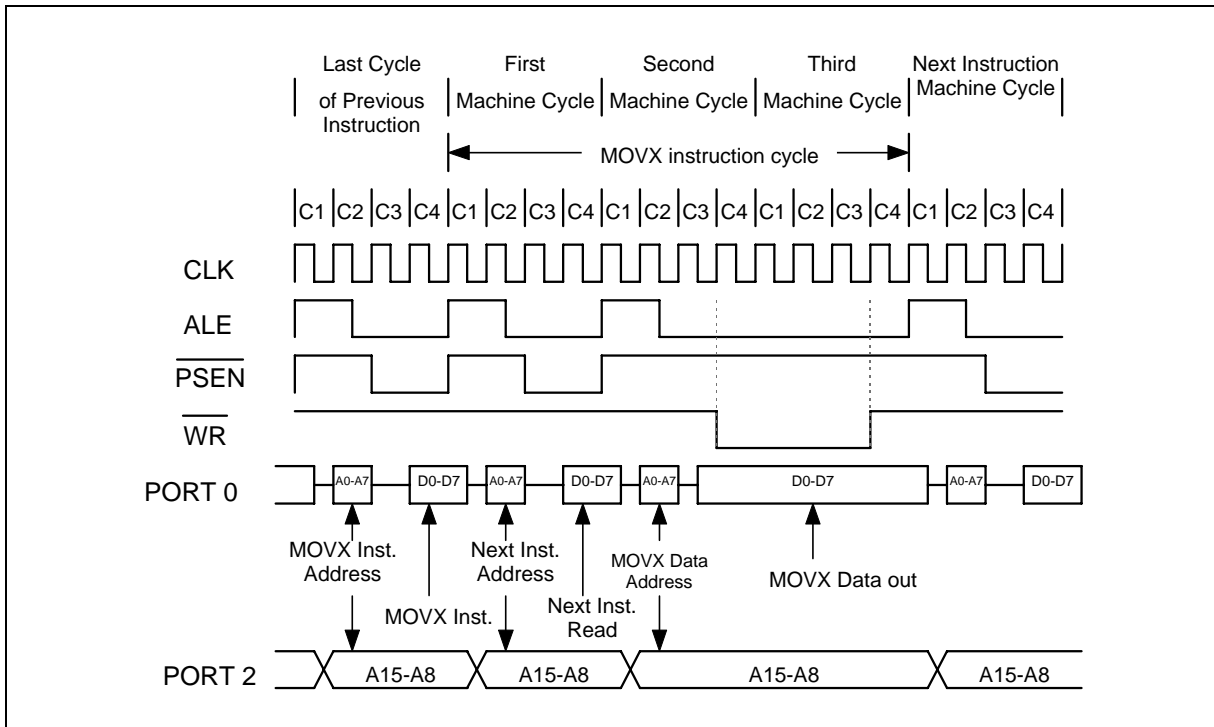 Last Cycle
of Previous
Instruction
First
Machine Cycle
Second
Machine Cycle
Third
Machine Cycle
Next Instruction
Machine Cycle
MOVX instruction cycle
C1 C2 C3 C4 C1 C2 C3 C4 C1 C2 C3 C4 C1 C2 C3 C4 C1 C2 C3 C4
CLK
ALE
PSEN
WR
PORT 0
A0-A7 D0-D7 A0-A7 D0-D7 A0-A7 D0-D7 A0-A7 D0-D7
MOVX Inst.
Address
MOVX Inst.
Next Inst.
Address
Next Inst.
Read
MOVX Data
Address
MOVX Data out
PORT 2
A15-A8 A15-A8 A15-A8 A15-A8